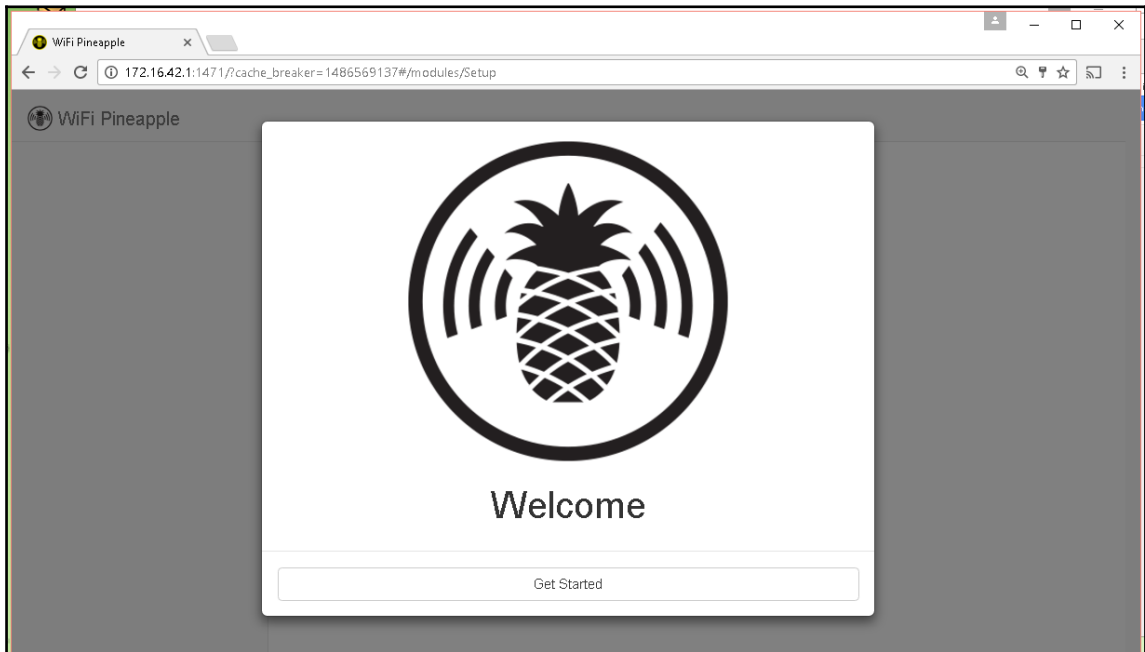 WiFi Pineapple
172.16.42.1:1471/?cache_breaker=1486569137#/modules/Setup
WiFi Pineapple
Welcome
Get Started